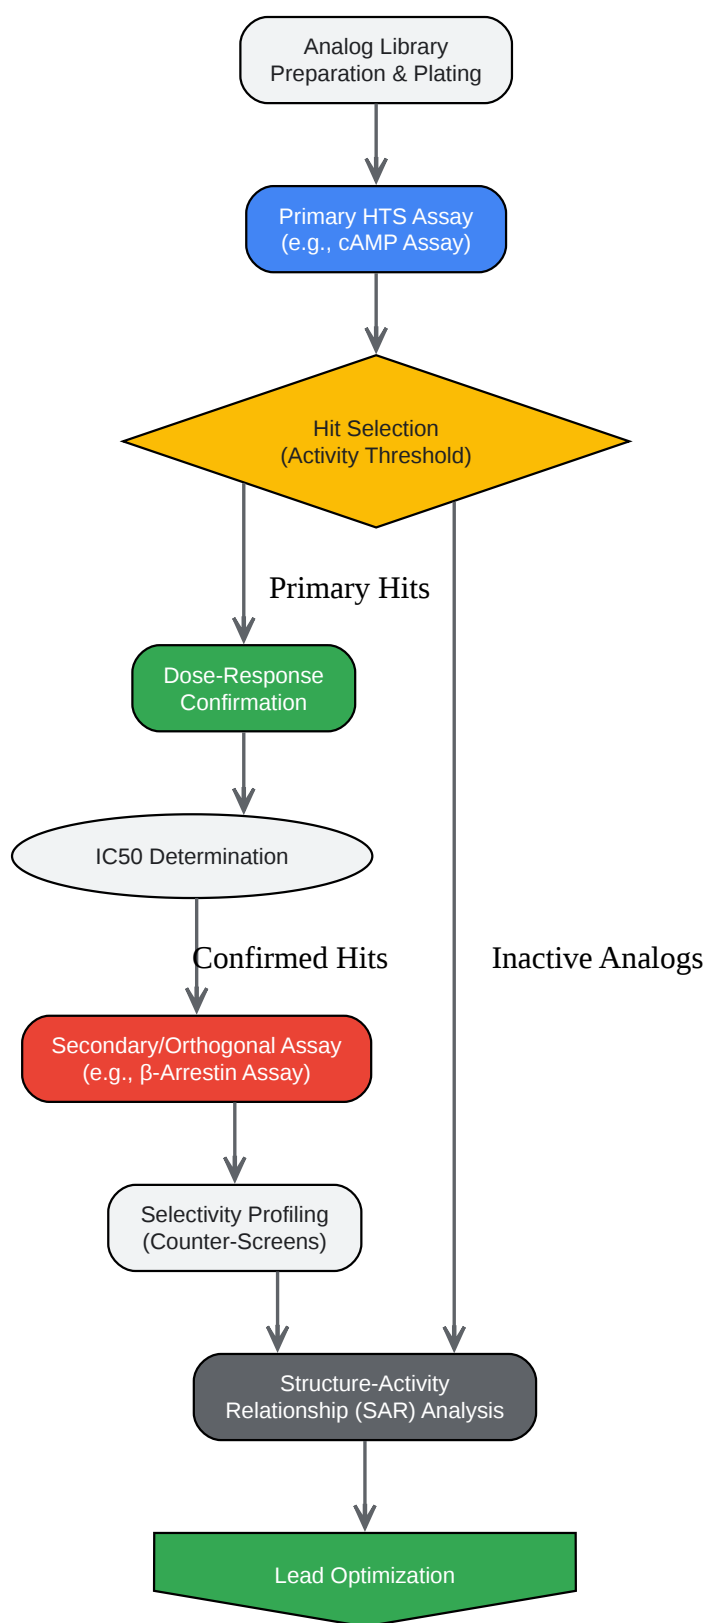 Analog Library
Preparation & Plating
Primary HTS Assay
(e.g., cAMP Assay)
Hit Selection
(Activity Threshold)
Primary Hits
Dose-Response
Confirmation
IC50 Determination
Confirmed Hits
Inactive Analogs
Secondary/Orthogonal Assay
(e.g., β-Arrestin Assay)
Selectivity Profiling
(Counter-Screens)
Structure-Activity
Relationship (SAR) Analysis
Lead Optimization